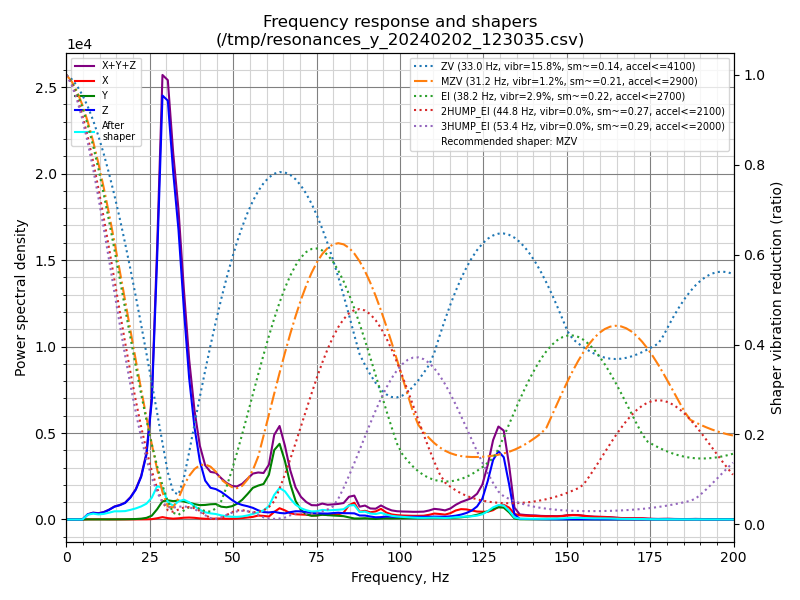 Frequency response and shapers
(/tmp/resonances_y_20240202_123035.csv)
1e4
X+Y+Z
X
Y
Z
After
shaper
ZV (33.0 Hz, vibr=15.8%, sm~=0.14, accel<=4100)
MZV (31.2 Hz, vibr=1.2%, sm~=0.21, accel<=2900)
EI (38.2 Hz, vibr=2.9%, sm~=0.22, accel<=2700)
2HUMP_EI (44.8 Hz, vibr=0.0%, sm~=0.27, accel<=2100)
3HUMP_EI (53.4 Hz, vibr=0.0%, sm~=0.29, accel<=2000)
Recommended shaper: MZV
Power spectral density
2.5
2.0
1.5
1.0
0.5
0.0
1.0
0.8
0.6
0.4
0.2
0.0
Shaper vibration reduction (ratio)
0 25 50 75 100 125 150 175 200
Frequency, Hz